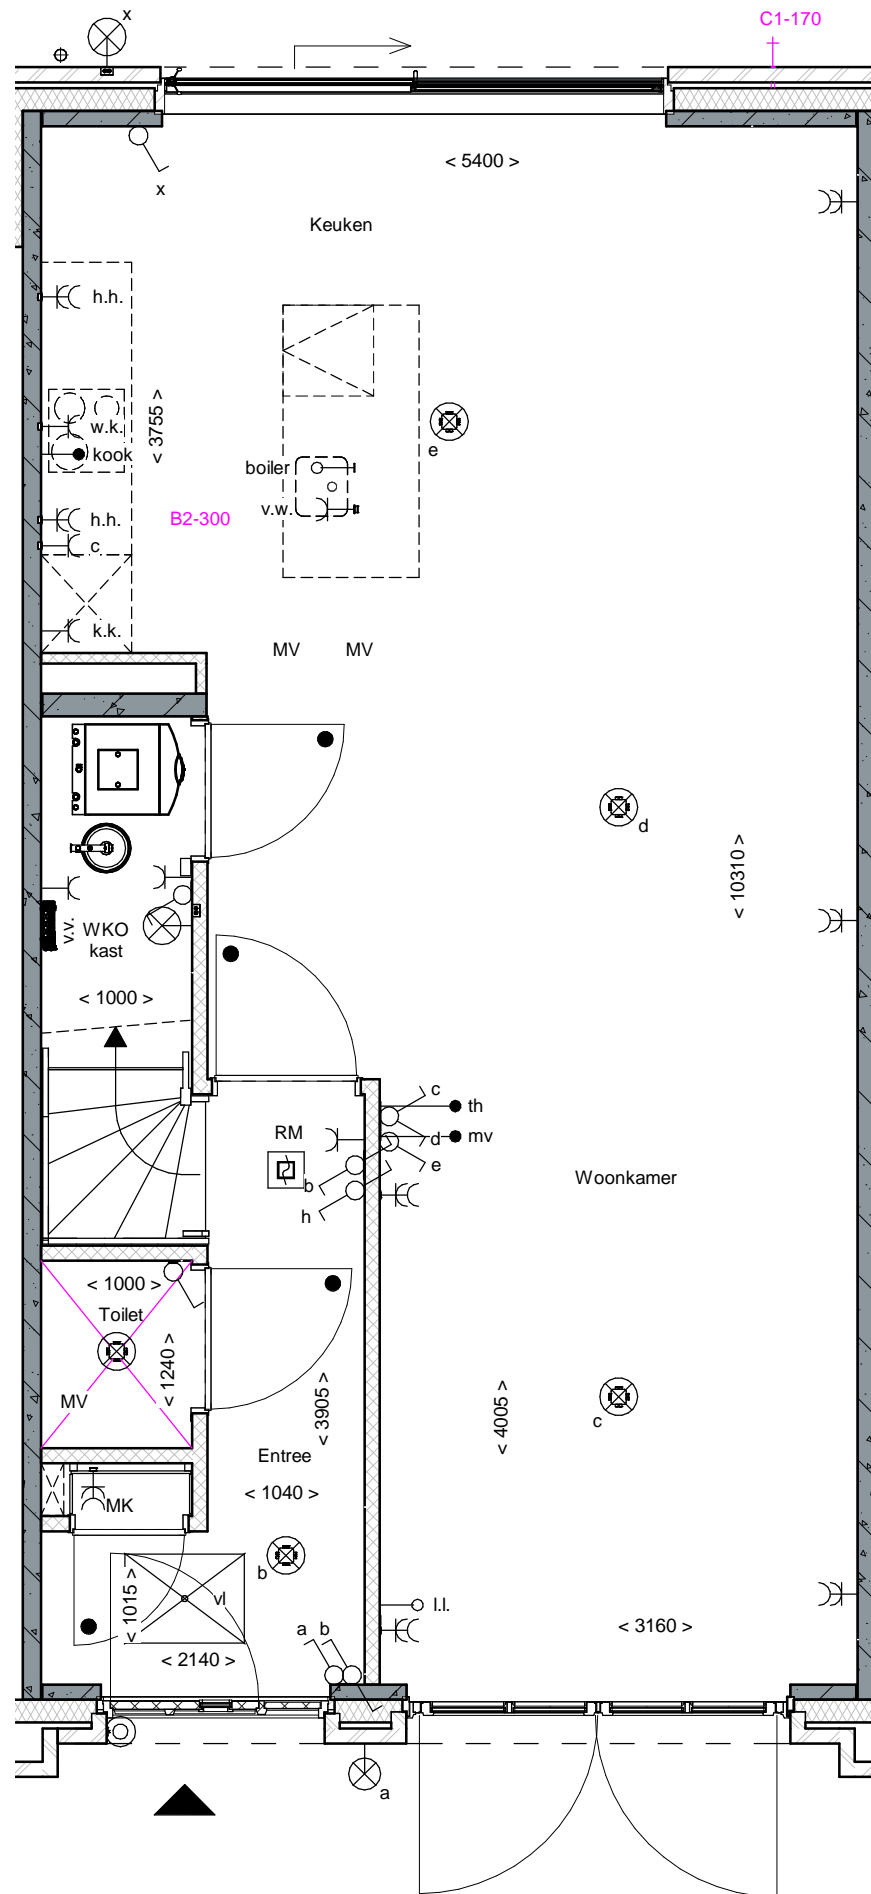 x
C1-170
x
< 5400 >
Keuken
h.h.
< 3755 >
w.k.
kook
e
boiler
v.w.
h.h.
B2-300
c
k.k.
MV MV
d
< 10310 >
v.v.
WKO
kast
< 1000 >
c
th
RM
d
mv
b
e
h
Woonkamer
< 1000 >
Toilet
< 1240 >
MV
< 3905 >
< 4005 >
c
Entree
< 1040 >
MK
b
< 1015 >
vl
l.l.
a b
< 3160 >
< 2140 >
a